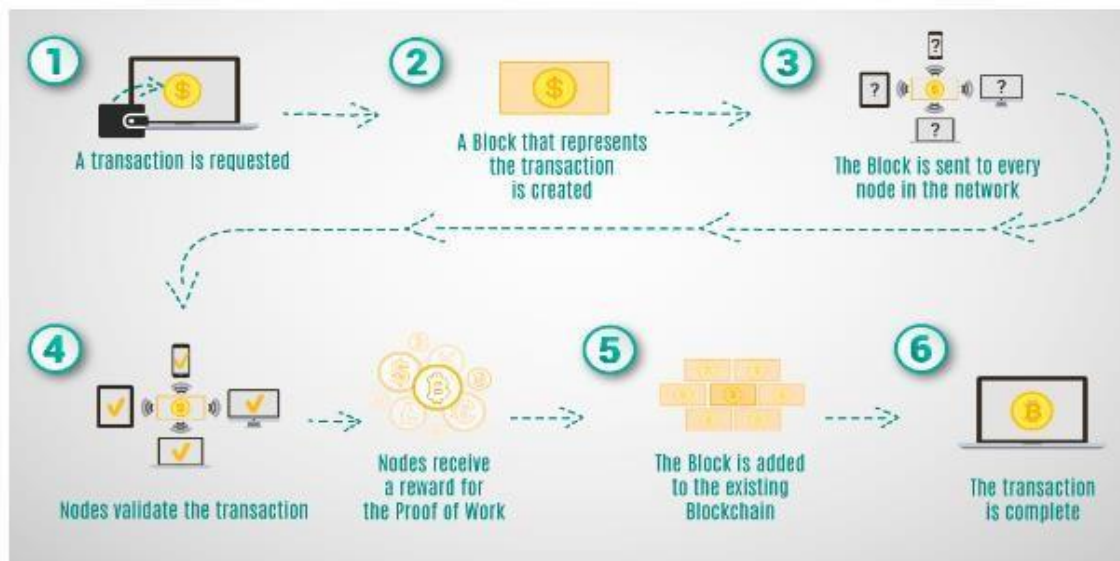 1
A transaction is requested
2
A Block that represents
the transaction
is created
3
The Block is sent to every
node in the network
4
Nodes validate the transaction
Nodes receive
a reward for
the Proof of Work
5
The Block is added
to the existing
Blockchain
6
The transaction
is complete